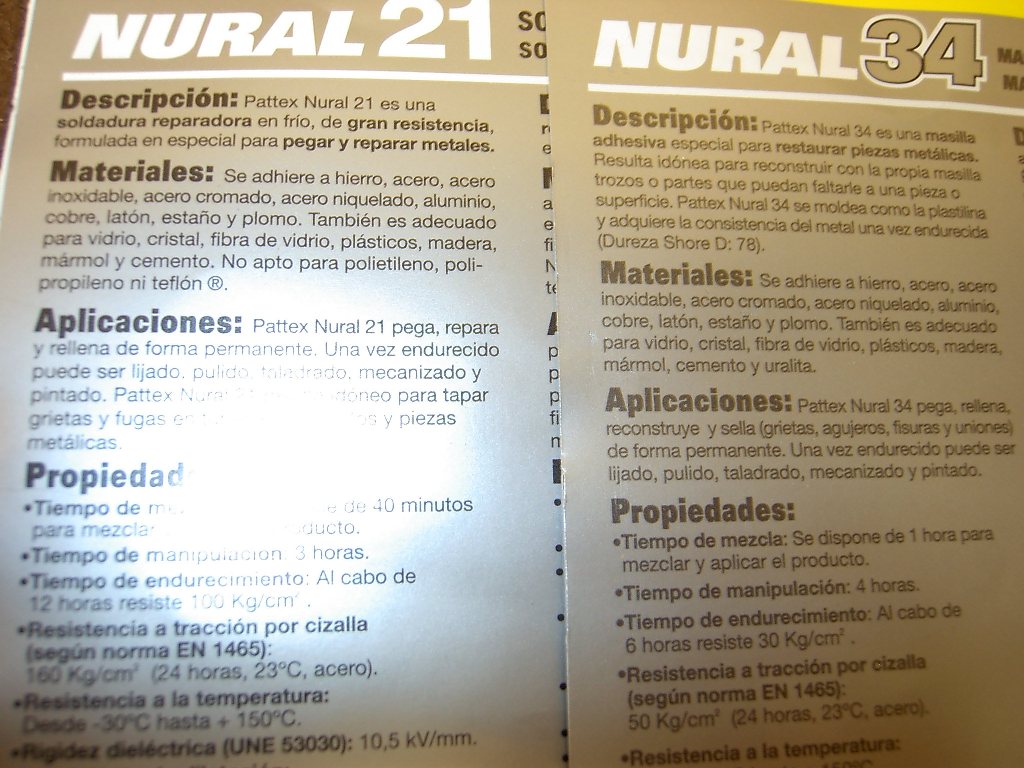 NURAL 21
SO
SO
Descripción: Pattex Nural 21 es una
soldadura reparadora en frío, de gran resistencia,
formulada en especial para pegar y reparar metales.
Materiales: Se adhiere a hierro, acero, acero
inoxidable, acero cromado, acero niquelado, aluminio,
cobre, latón, estaño y plomo. También es adecuado
para vidrio, cristal, fibra de vidrio, plásticos, madera,
mármol y cemento. No apto para polietileno, poli-
propileno ni teflón ®.
Aplicaciones: Pattex Nural 21 pega, repara
y rellena de forma permanente. Una vez endurecido
puede ser lijado, pulido, taladrado, mecanizado y
pintado. Pattex Nural 21 idóneo para tapar
grietas y fugas en y piezas
metálicas.
Propiedad
•Tiempo de de 40 minutos
para mezclar producto.
•Tiempo de manipulación: 3 horas.
•Tiempo de endurecimiento: Al cabo de
12 horas resiste 100 Kg/cm².
•Resistencia a tracción por cizalla
(según norma EN 1465):
160 Kg/cm² (24 horas, 23ºC, acero).
•Resistencia a la temperatura:
Desde -30ºC hasta + 150ºC.
•Rigidez dieléctrica (UNE 53030): 10,5 kV/mm.
NURAL 34
MA
MA
Descripción: Pattex Nural 34 es una masilla
adhesiva especial para restaurar piezas metálicas.
Resulta idónea para reconstruir con la propia masilla
trozos o partes que puedan faltarle a una pieza o
superficie. Pattex Nural 34 se moldea como la plastilina
y adquiere la consistencia del metal una vez endurecida
(Dureza Shore D: 78).
Materiales: Se adhiere a hierro, acero, acero
inoxidable, acero cromado, acero niquelado, aluminio,
cobre, latón, estaño y plomo. También es adecuado
para vidrio, cristal, fibra de vidrio, plásticos, madera,
mármol, cemento y uralita.
Aplicaciones: Pattex Nural 34 pega, rellena,
reconstruye y sella (grietas, agujeros, fisuras y uniones)
de forma permanente. Una vez endurecido puede ser
lijado, pulido, taladrado, mecanizado y pintado.
Propiedades:
•Tiempo de mezcla: Se dispone de 1 hora para
mezclar y aplicar el producto.
•Tiempo de manipulación: 4 horas.
•Tiempo de endurecimiento: Al cabo de
6 horas resiste 30 Kg/cm².
•Resistencia a tracción por cizalla
(según norma EN 1465):
50 Kg/cm² (24 horas, 23ºC, acero).
•Resistencia a la temperatura: